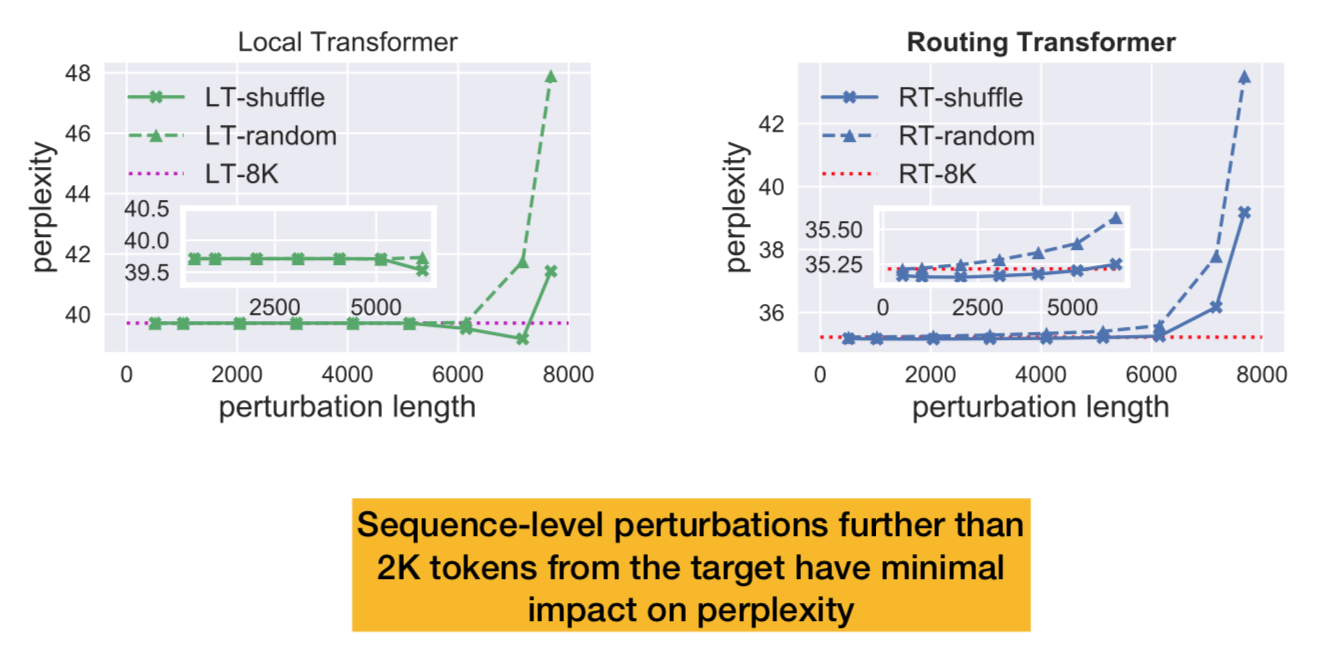 Local Transformer
48
46
44
42
40
perplexity
LT-shuffle
LT-random
LT-8K
40.5
40.0
39.5
2500
5000
0
2000
4000
6000
8000
perturbation length
Routing Transformer
42
40
38
36
perplexity
RT-shuffle
RT-random
RT-8K
35.50
35.25
0
2500
5000
0
2000
4000
6000
8000
perturbation length
Sequence-level perturbations further than
2K tokens from the target have minimal
impact on perplexity